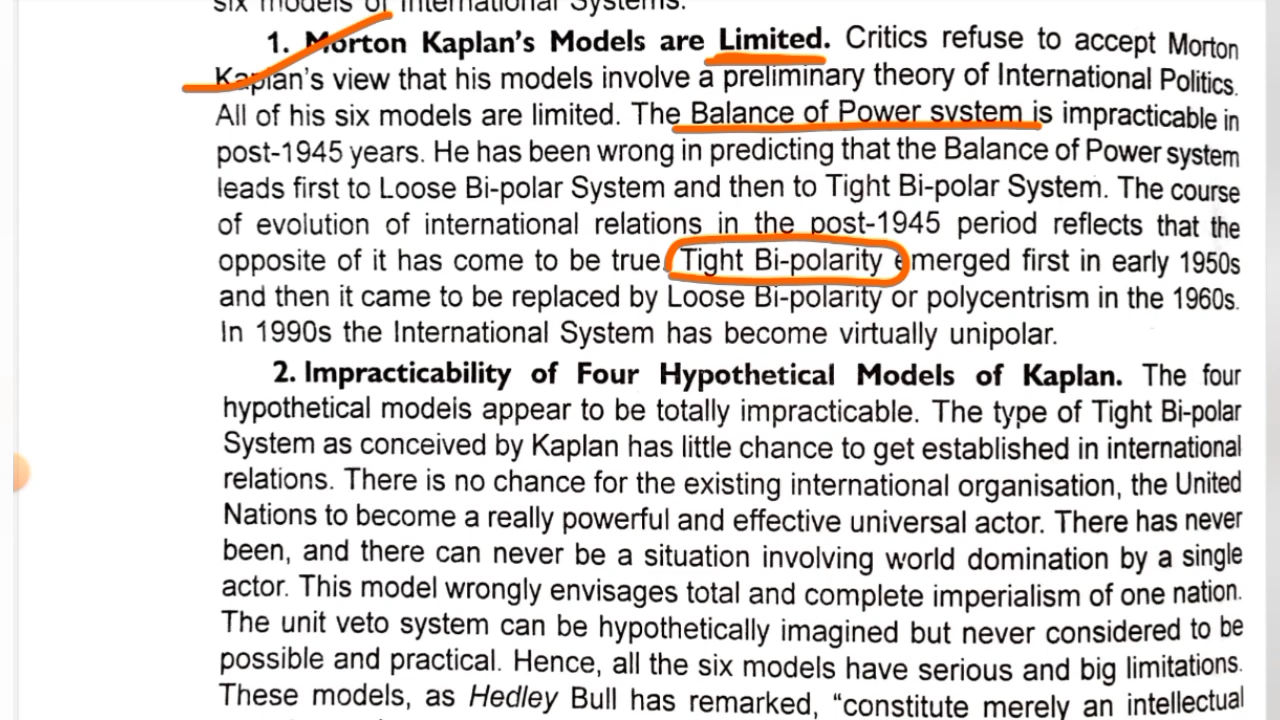 six models of International Systems.
1. Morton Kaplan's Models are Limited. Critics refuse to accept Morton
Kaplan's view that his models involve a preliminary theory of International Politics.
All of his six models are limited. The Balance of Power system is impracticable in
post-1945 years. He has been wrong in predicting that the Balance of Power system
leads first to Loose Bi-polar System and then to Tight Bi-polar System. The course
of evolution of international relations in the post-1945 period reflects that the
opposite of it has come to be true. Tight Bi-polarity emerged first in early 1950s
and then it came to be replaced by Loose Bi-polarity or polycentrism in the 1960s.
In 1990s the International System has become virtually unipolar.
2. Impracticability of Four Hypothetical Models of Kaplan. The four
hypothetical models appear to be totally impracticable. The type of Tight Bi-polar
System as conceived by Kaplan has little chance to get established in international
relations. There is no chance for the existing international organisation, the United
Nations to become a really powerful and effective universal actor. There has never
been, and there can never be a situation involving world domination by a single
actor. This model wrongly envisages total and complete imperialism of one nation.
The unit veto system can be hypothetically imagined but never considered to be
possible and practical. Hence, all the six models have serious and big limitations.
These models, as Hedley Bull has remarked, "constitute merely an intellectual